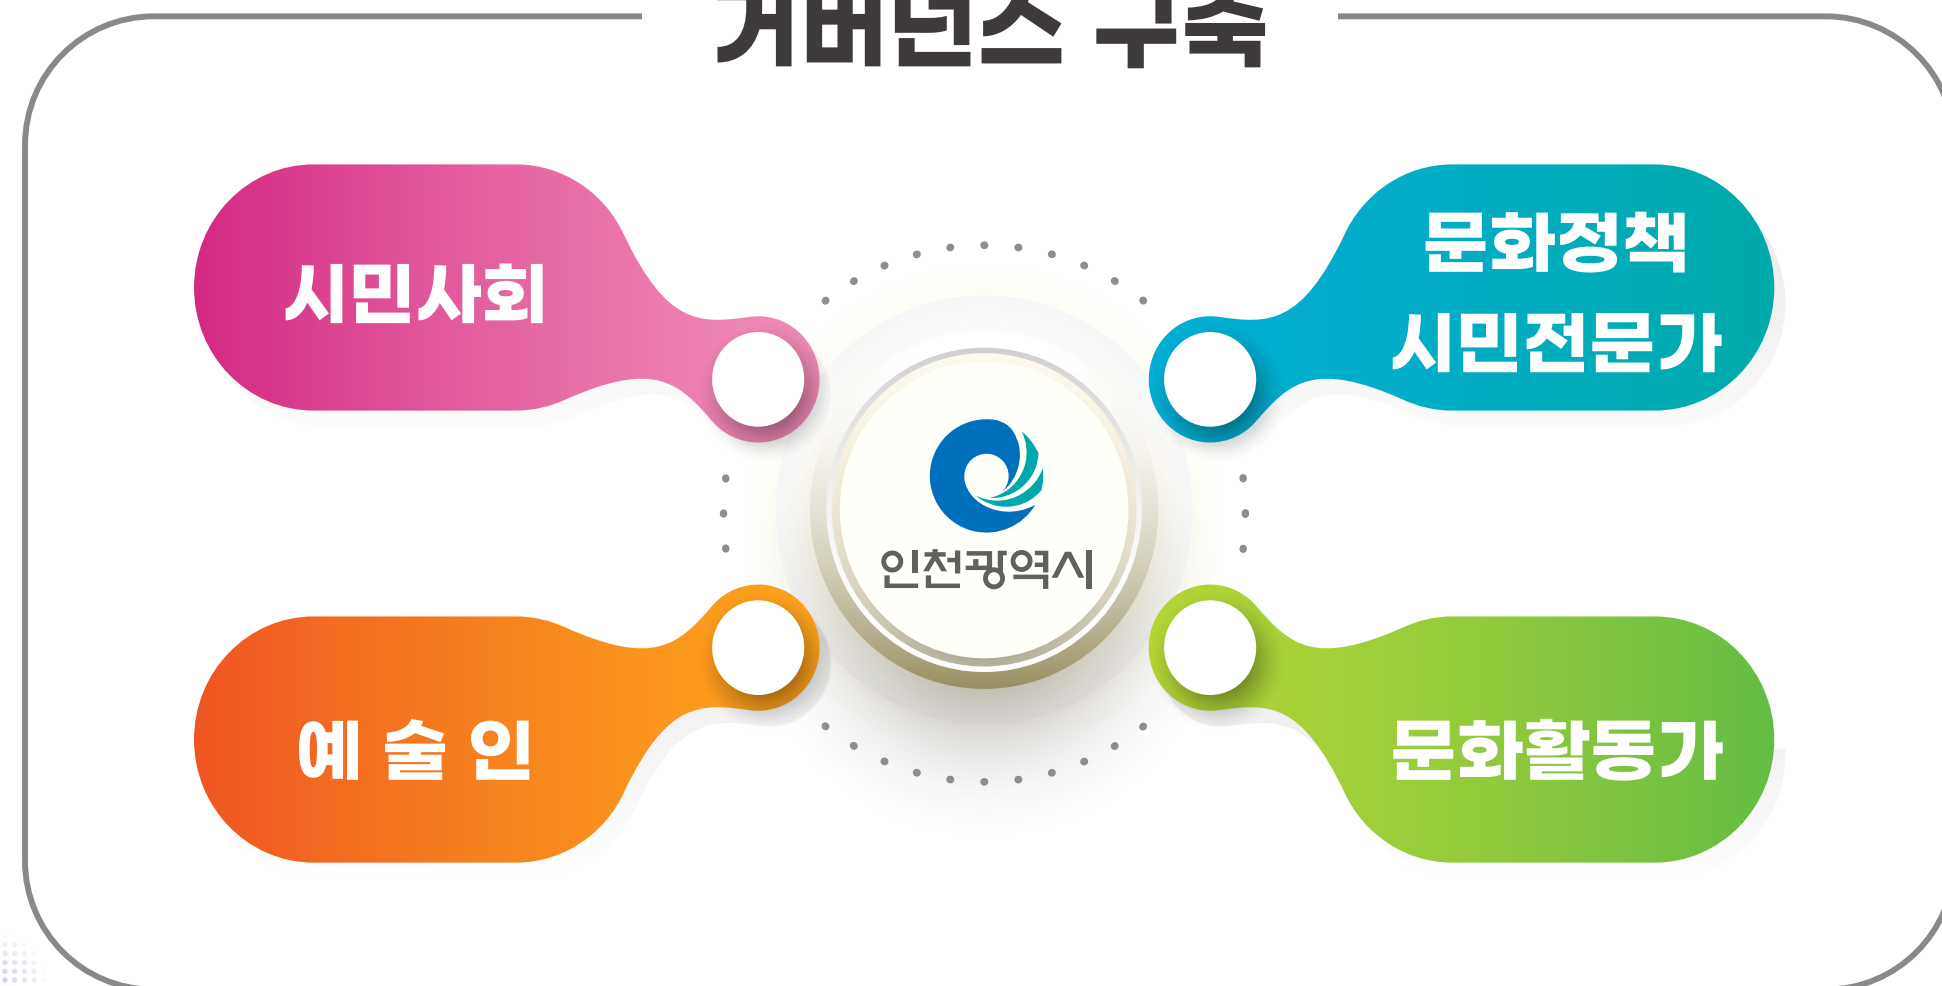 거버넌스 구축
시민사회
문화정책
시민전문가
인천광역시
예 술 인
문화활동가